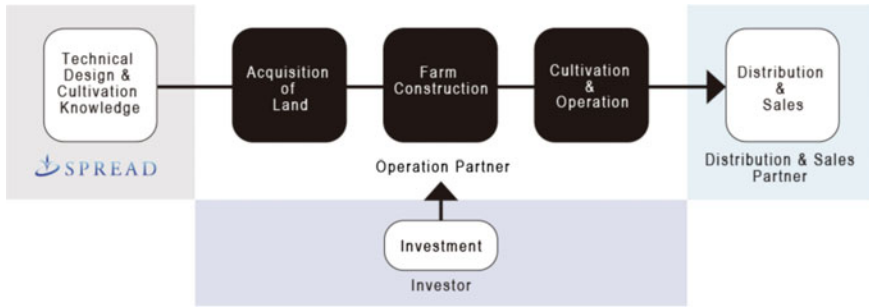 Technical
Design &
Cultivation
Knowledge
SPREAD
Acquisition
of
Land
Farm
Construction
Cultivation
&
Operation
Operation Partner
Distribution
&
Sales
Distribution & Sales
Partner
Investment
Investor